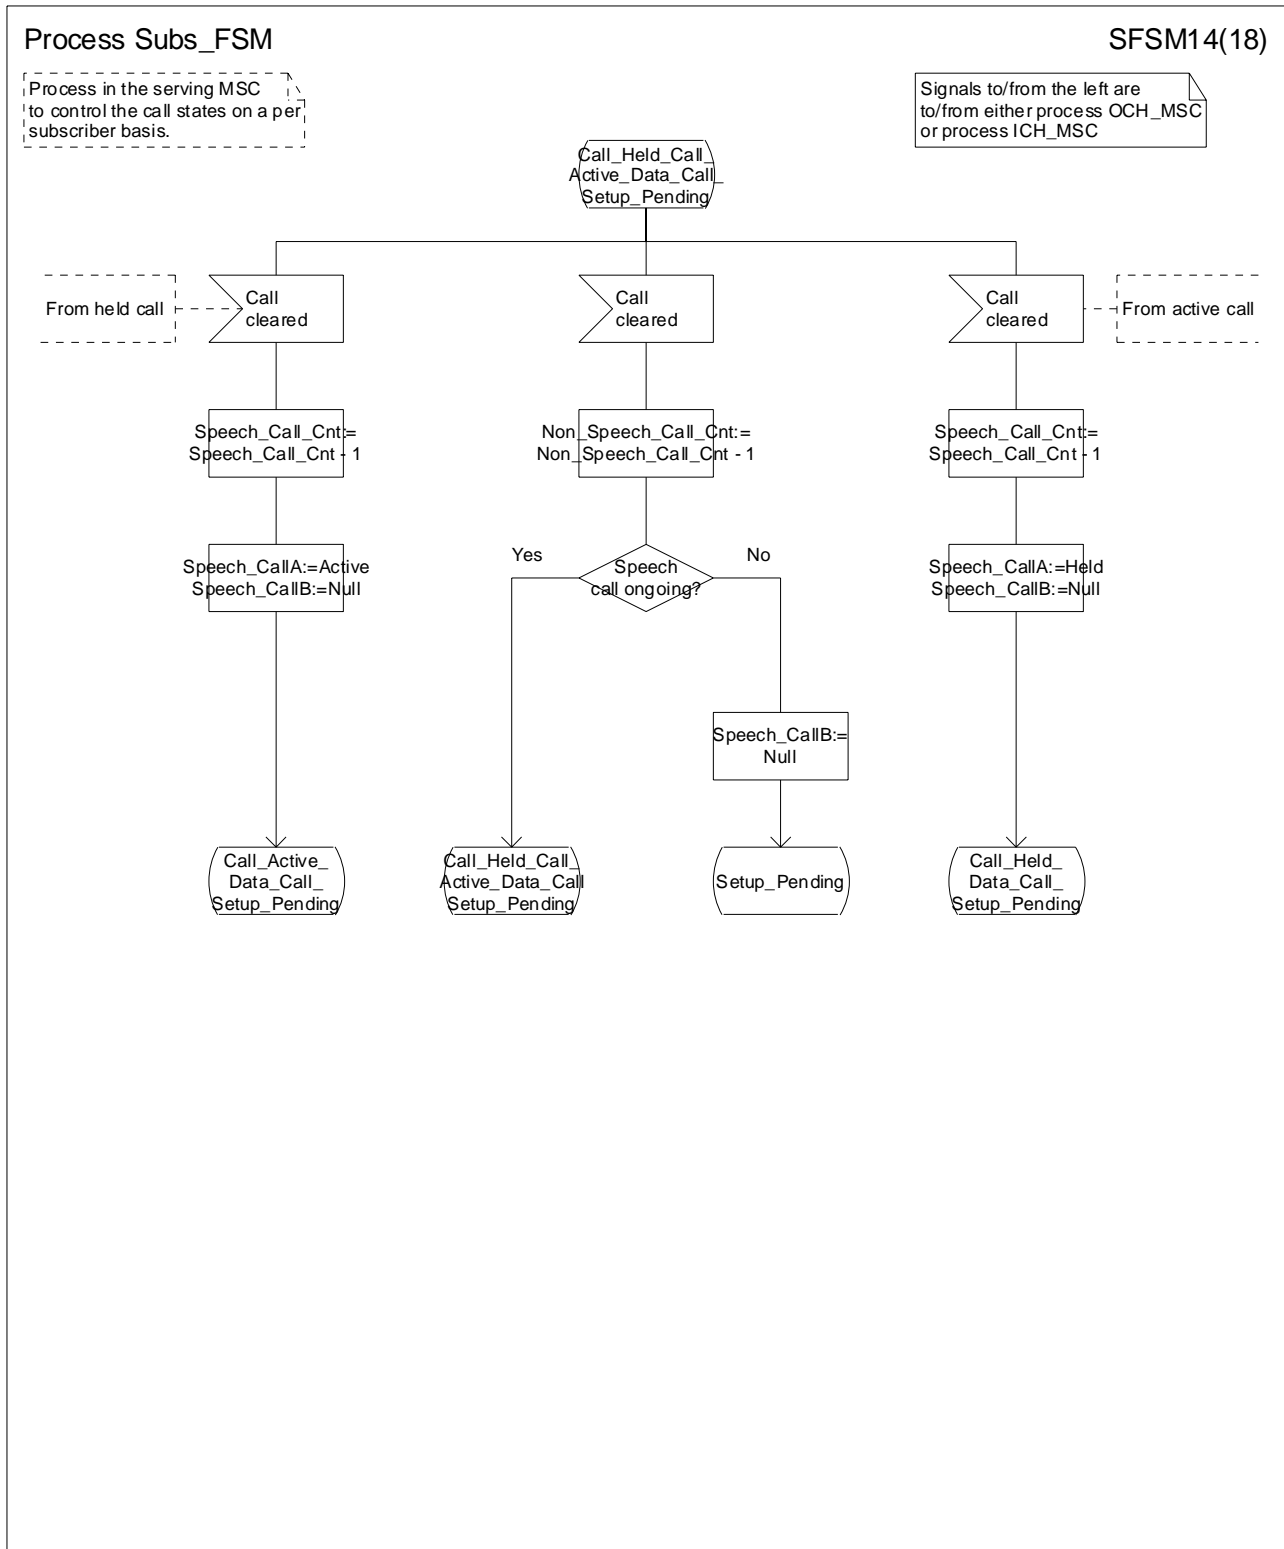 Process Subs_FSM
SFSM14(18)
Process in the serving MSC
to control the call states on a per
subscriber basis.
Signals to/from the left are
to/from either process OCH_MSC
or process ICH_MSC
Call_Held_Call_
Active_Data_Call_
Setup_Pending
From held call
Call
cleared
Call
cleared
Call
cleared
From active call
Speech_Call_Cnt:=
Speech_Call_Cnt - 1
Non_Speech_Call_Cnt:=
Non_Speech_Call_Cnt - 1
Speech_Call_Cnt:=
Speech_Call_Cnt - 1
Speech_CallA:=Active
Speech_CallB:=Null
Yes
Speech
call ongoing?
No
Speech_CallA:=Held
Speech_CallB:=Null
Speech_CallB:=
Null
Call_Active_
Data_Call_
Setup_Pending
Call_Held_Call_
Active_Data_Call
Setup_Pending
Setup_Pending
Call_Held_
Data_Call_
Setup_Pending